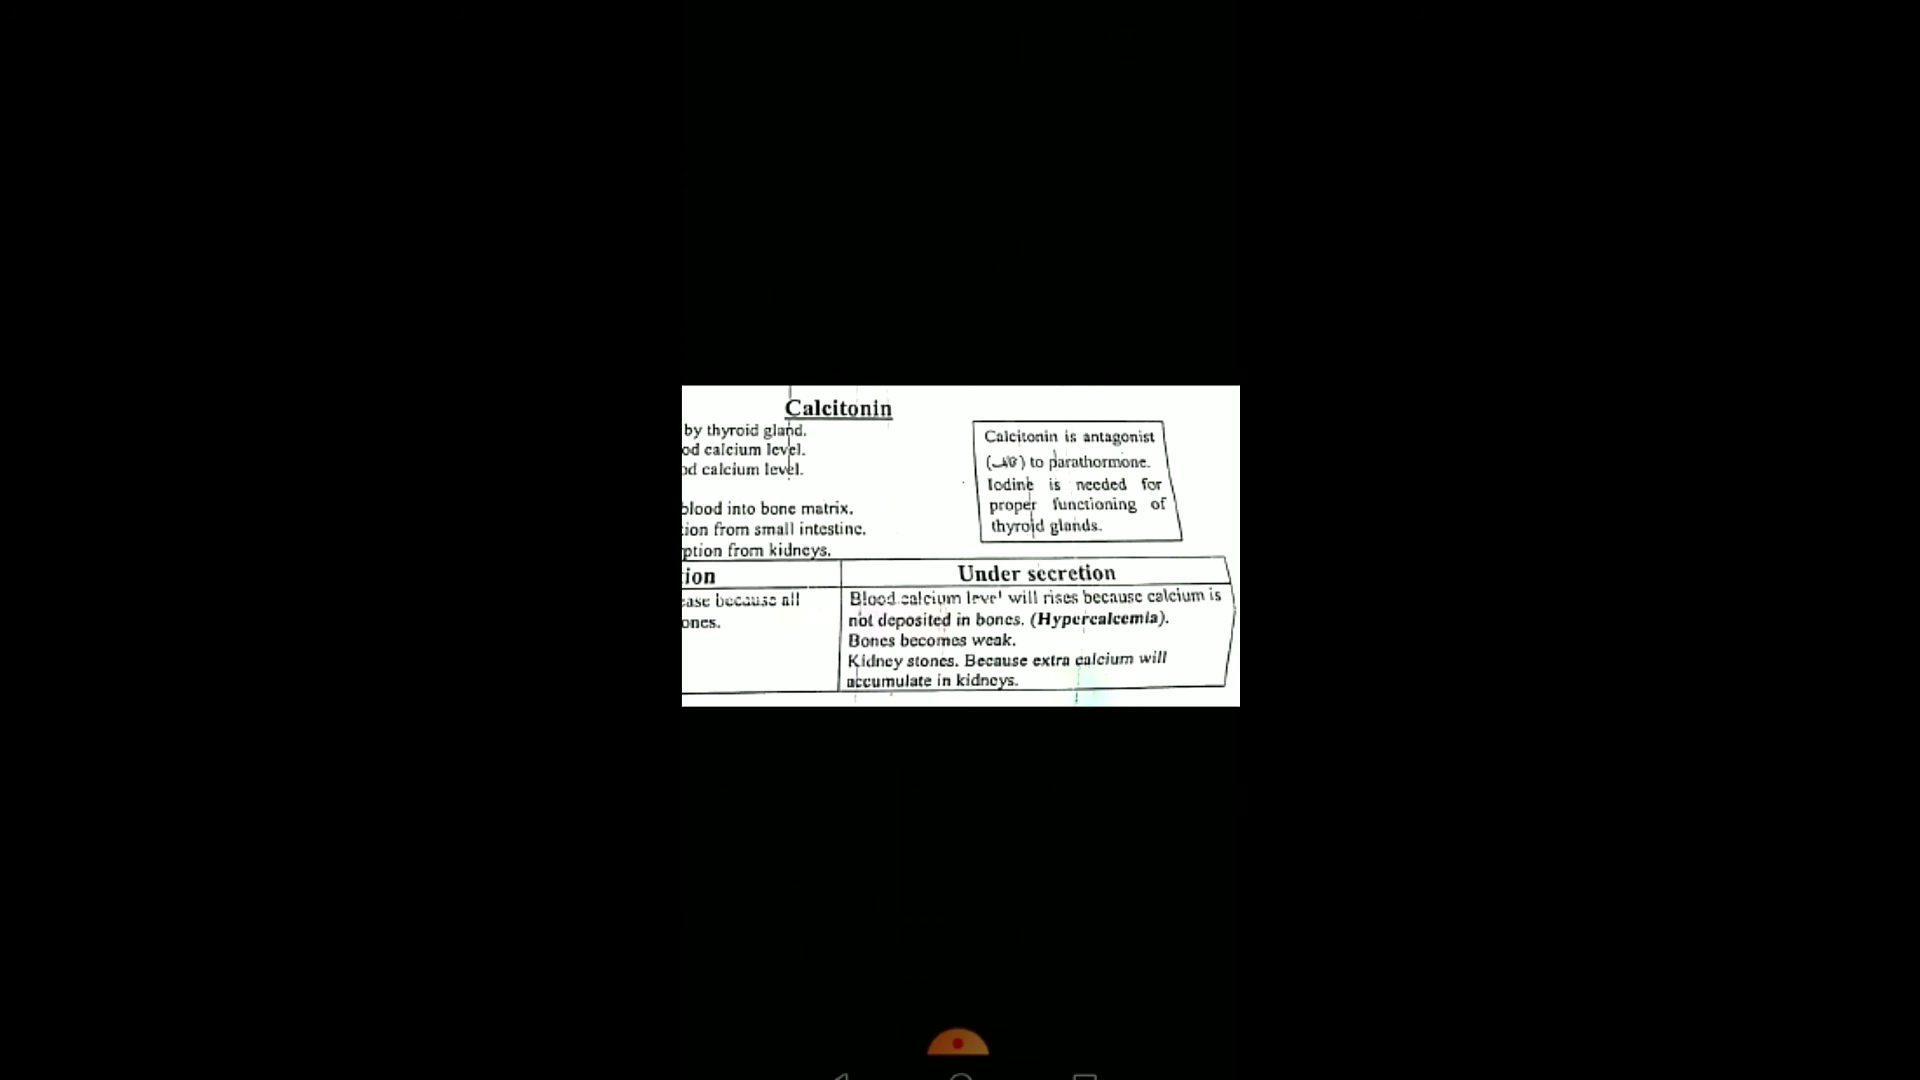 Calcitonin
by thyroid gland.
od calcium level.
od calcium level.
blood into bone matrix.
tion from small intestine.
ption from kidneys.
Calcitonin is antagonist
(مخالف) to parathormone.
Iodine is needed for
proper functioning of
thyroid glands.
tion
ease because all
ones.
Under secretion
Blood calcium level will rises because calcium is
not deposited in bones. (Hypercalcemia).
Bones becomes weak.
Kidney stones. Because extra calcium will
accumulate in kidneys.